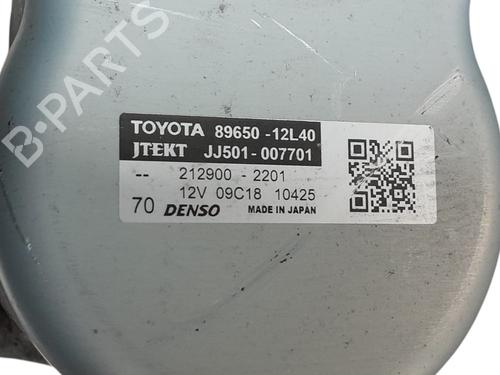 B-PARTS
TOYOTA 89650-12L40
JTEKT JJ501-007701
-- 212900-2201
12V 09C18 10425
70 DENSO MADE IN JAPAN